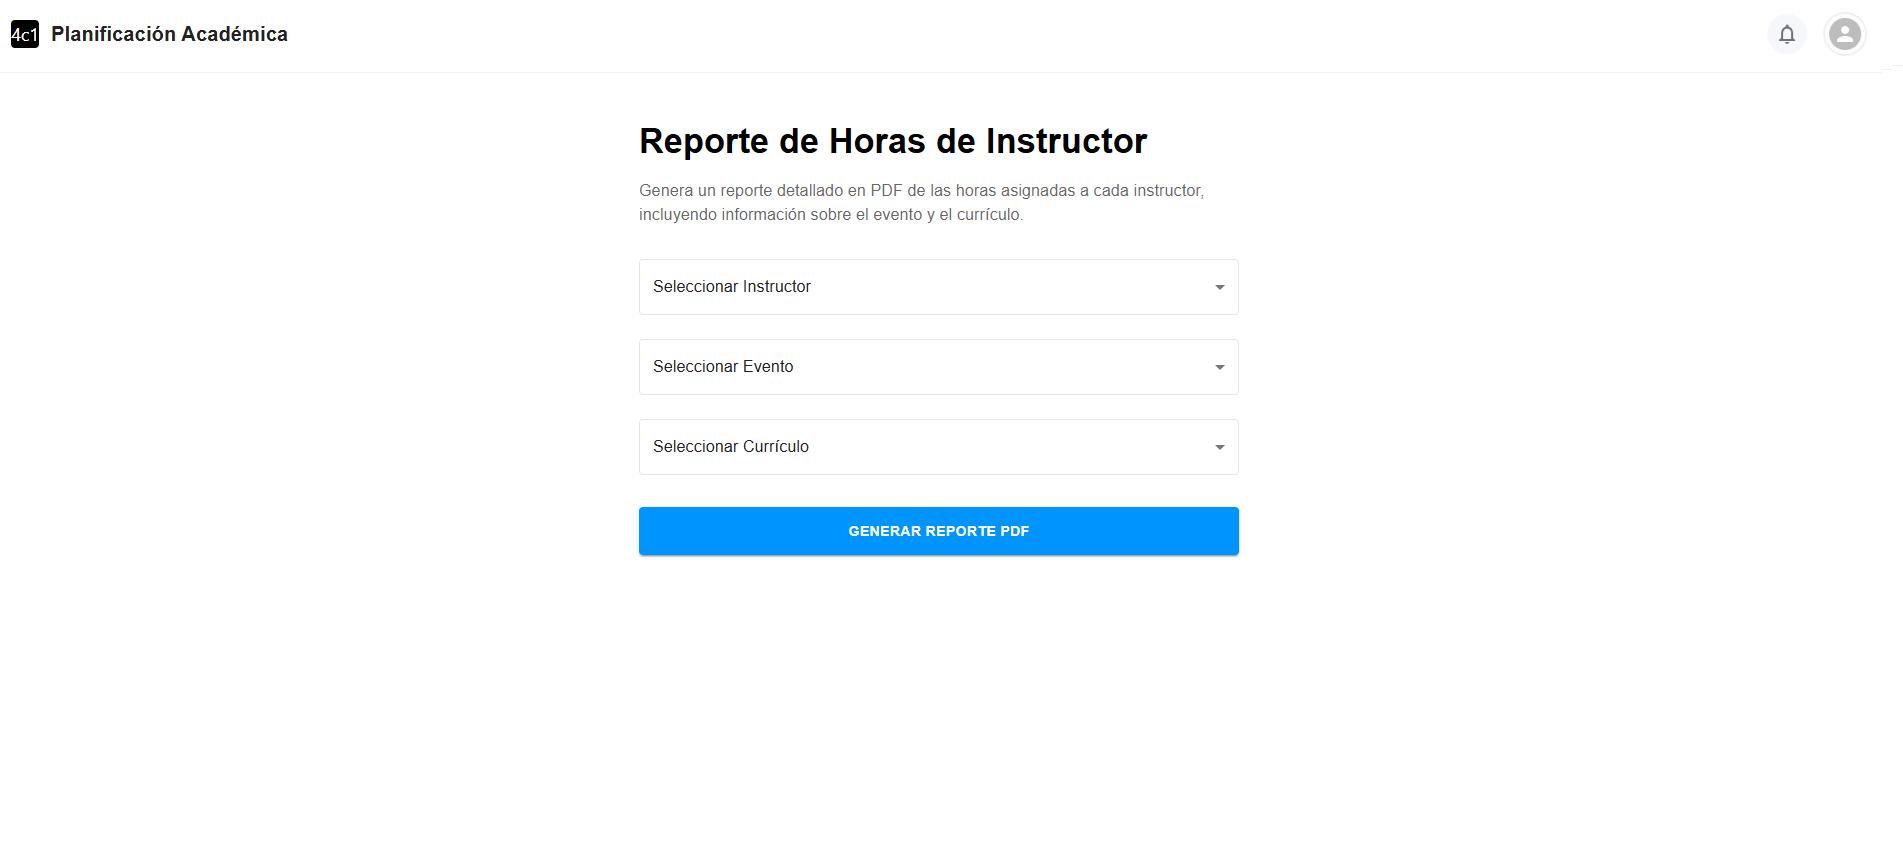 4c1 Planificación Académica
Reporte de Horas de Instructor
Genera un reporte detallado en PDF de las horas asignadas a cada instructor,
incluyendo información sobre el evento y el currículo.
Seleccionar Instructor
Seleccionar Evento
Seleccionar Currículo
GENERAR REPORTE PDF